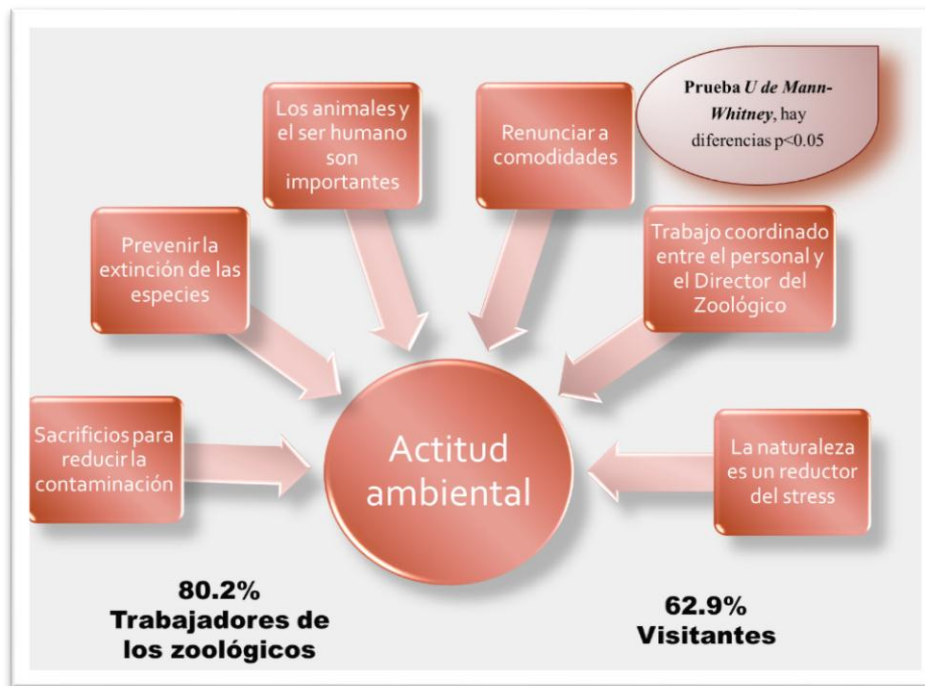 Prueba U de Mann-
Whitney, hay
diferencias p<0.05
Los animales y
el ser humano
son
importantes
Renunciar a
comodidades
Prevenir la
extinción de las
especies
Trabajo coordinado
entre el personal y
el Director del
Zoológico
Sacrificios para
reducir la
contaminación
Actitud
ambiental
La naturaleza
es un reductor
del stress
80.2%
Trabajadores de
los zoológicos
62.9%
Visitantes